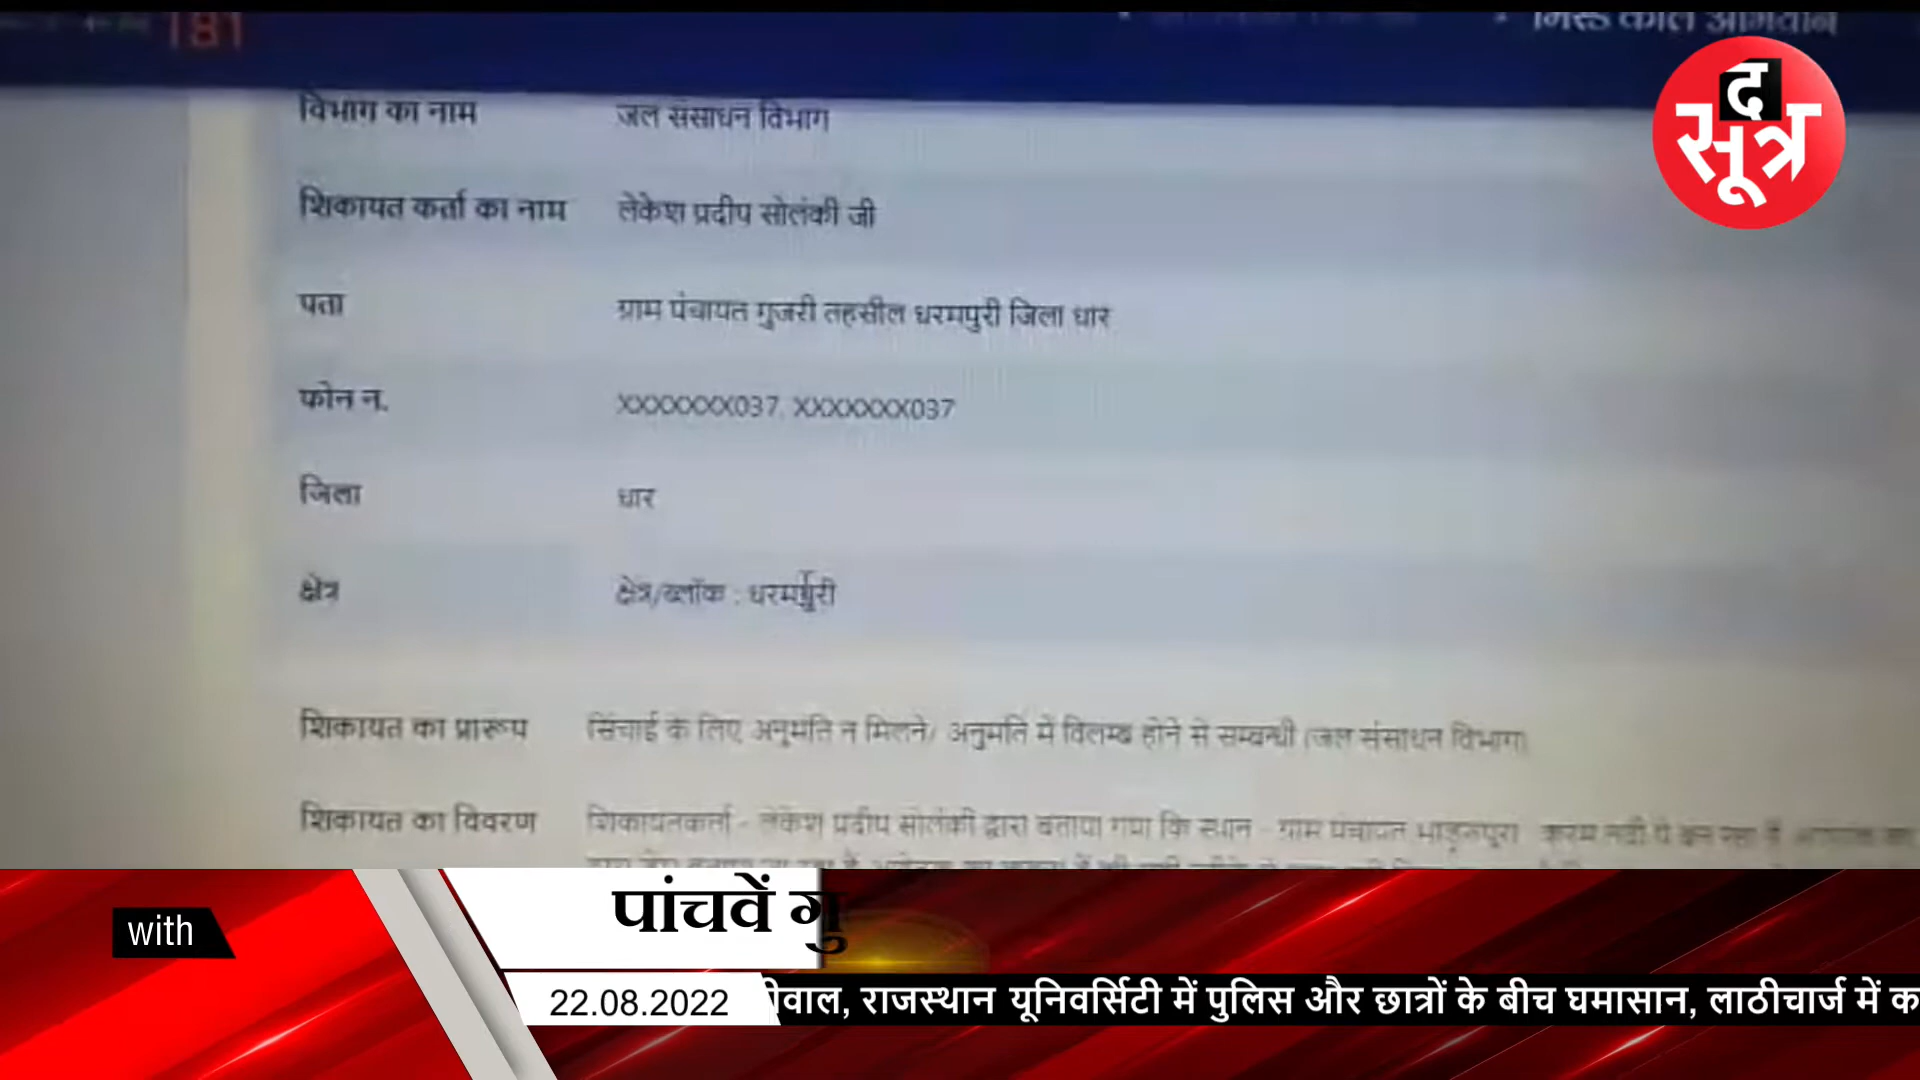 181
मिस्ड कॉल अभियान
द
सूत्र
विभाग का नाम जल संसाधन विभाग
शिकायत कर्ता का नाम लेकेश प्रदीप सोलंकी जी
पता ग्राम पंचायत गुजरी तहसील धरमपुरी जिला धार
फोन न. XXXXXXX037, XXXXXXX037
जिला धार
क्षेत्र क्षेत्र/ब्लॉक : धरमपुरी
शिकायत का प्रारूप सिंचाई के लिए अनुमति न मिलने/ अनुमति में विलम्ब होने से सम्बन्धी (जल संसाधन विभाग)
शिकायत का विवरण शिकायतकर्ता - लेकेश प्रदीप सोलंकी द्वारा बताया गया कि स्थान - ग्राम पंचायत
with
पांचवें गु
22.08.2022
ीवाल, राजस्थान यूनिवर्सिटी में पुलिस और छात्रों के बीच घमासान, लाठीचार्ज में क